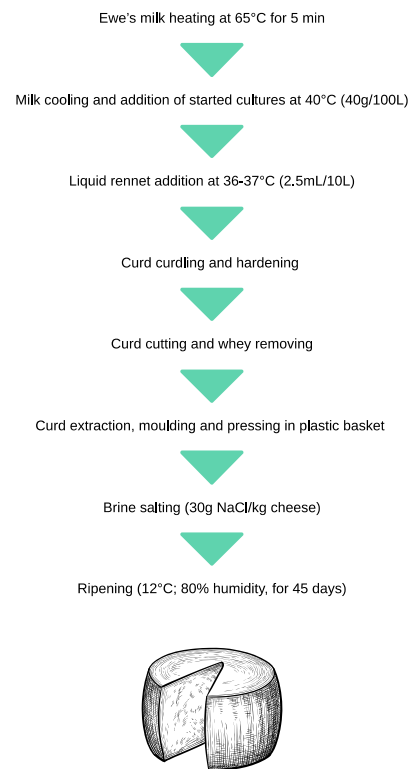 Ewe's milk heating at 65°C for 5 min
Milk cooling and addition of started cultures at 40°C (40g/100L)
Liquid rennet addition at 36-37°C (2.5mL/10L)
Curd curdling and hardening
Curd cutting and whey removing
Curd extraction, moulding and pressing in plastic basket
Brine salting (30g NaCl/kg cheese)
Ripening (12°C; 80% humidity, for 45 days)